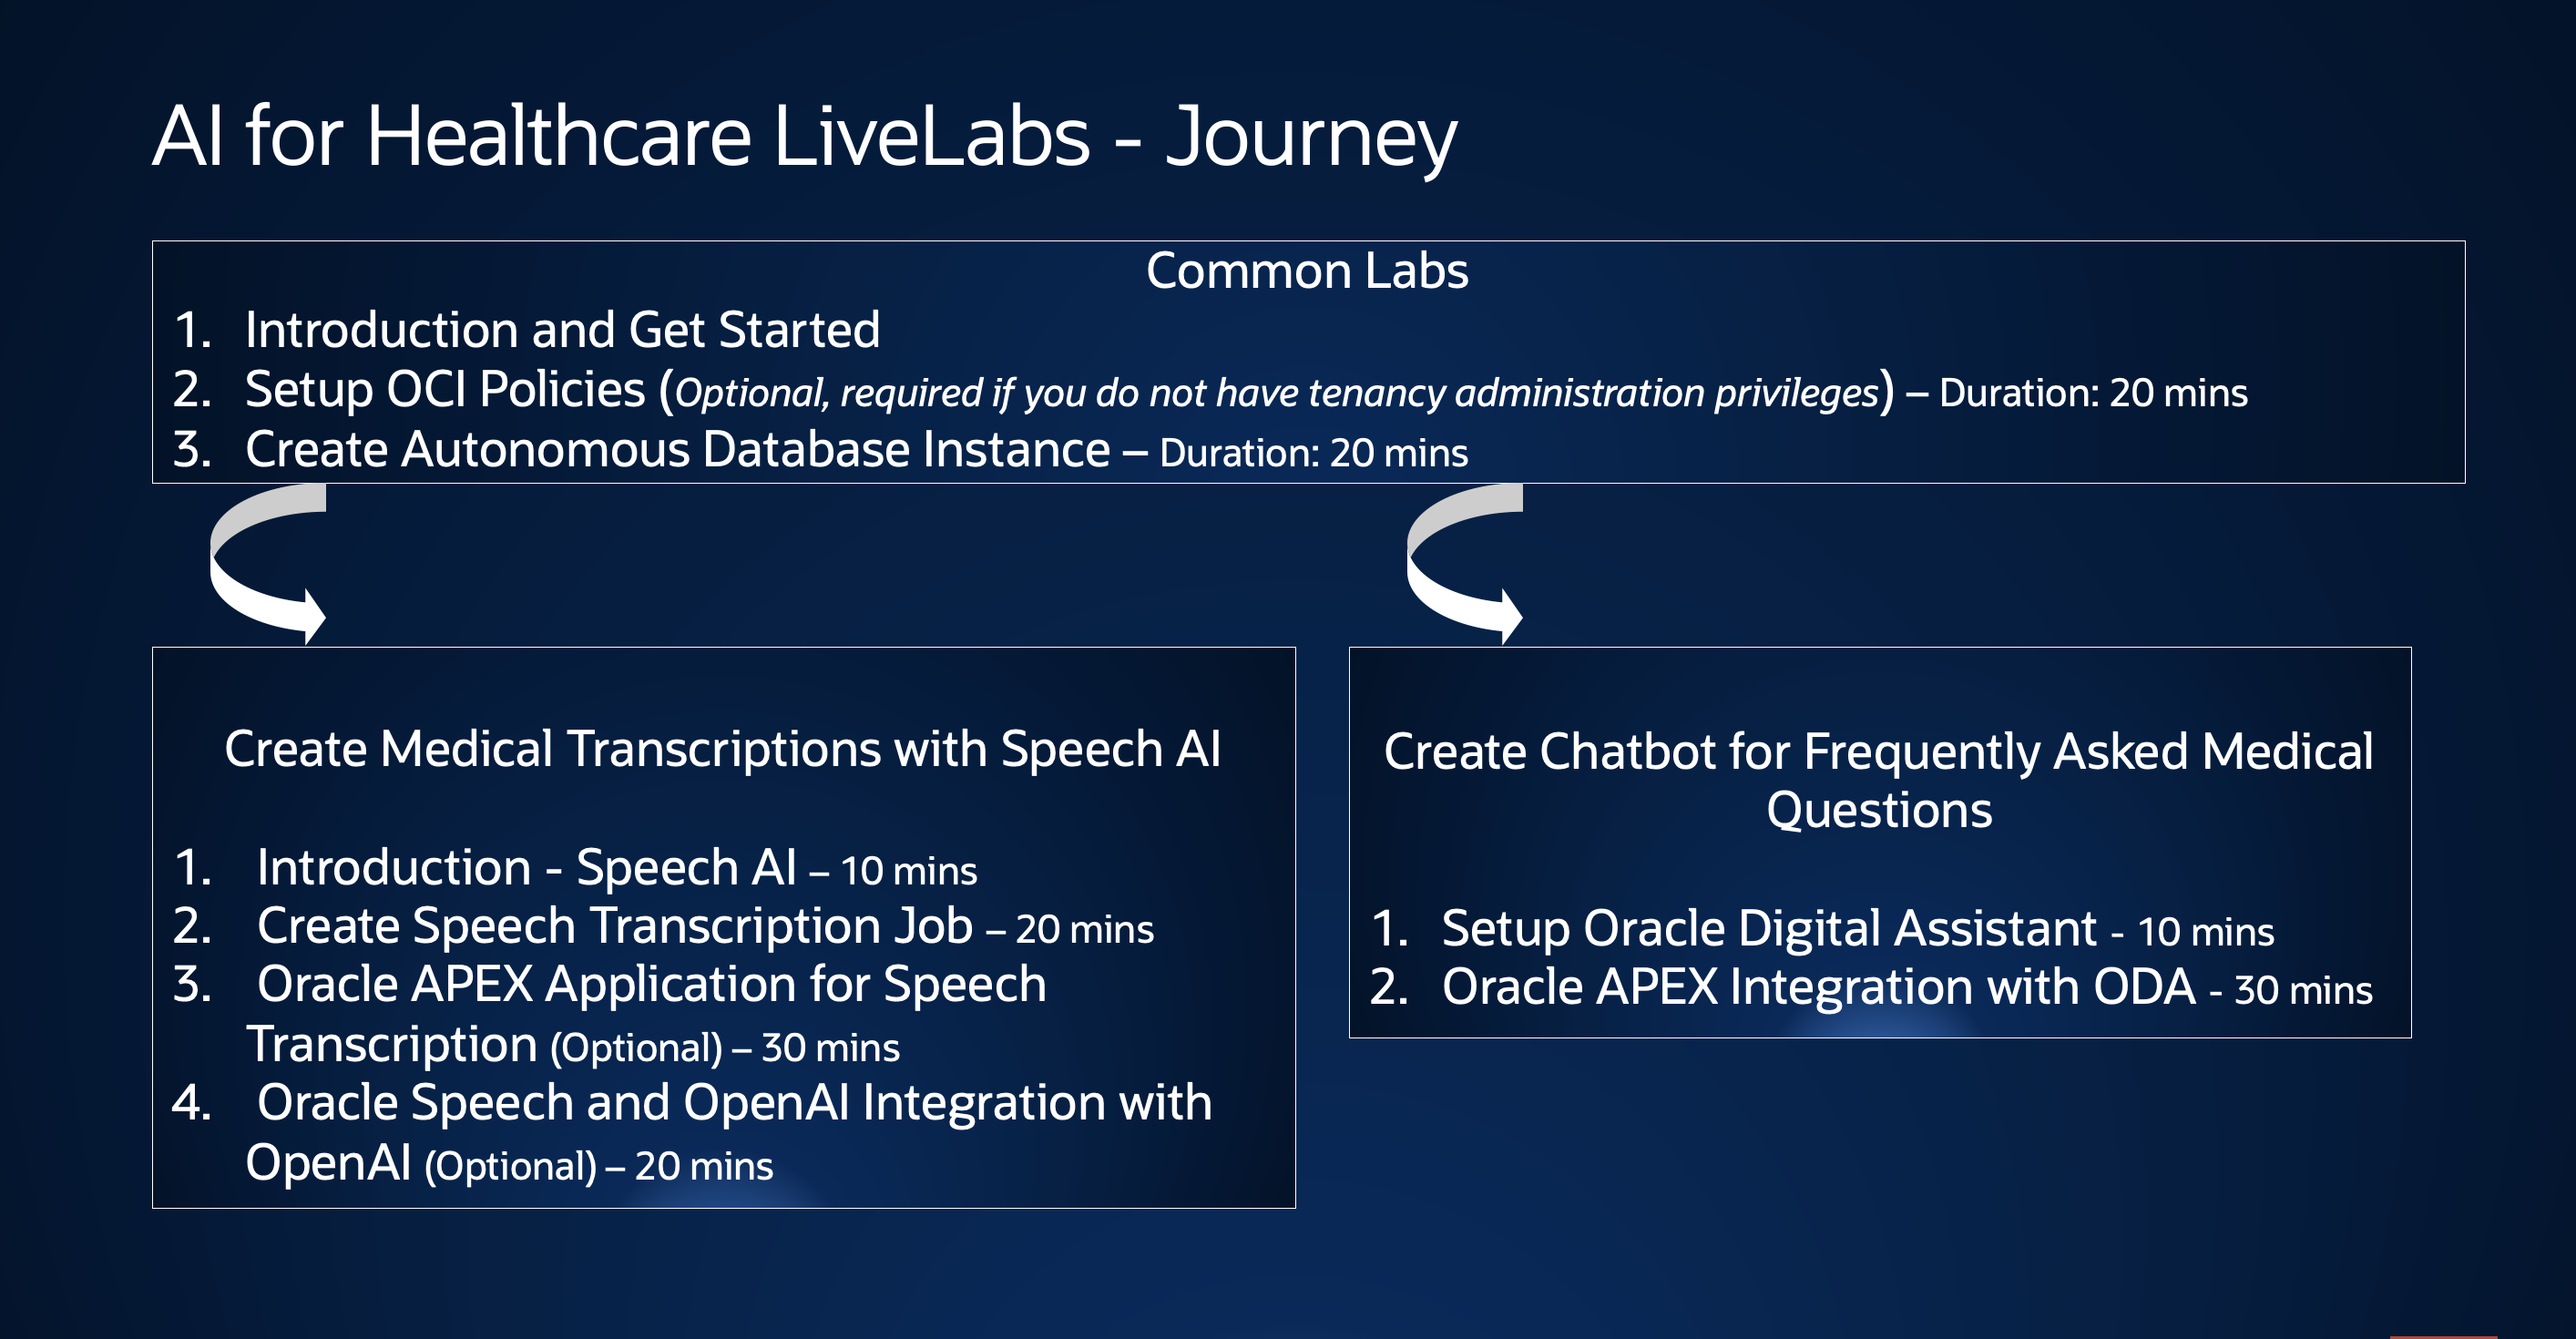 AI for Healthcare LiveLabs - Journey
Common Labs
1. Introduction and Get Started
2. Setup OCI Policies (Optional, required if you do not have tenancy administration privileges) – Duration: 20 mins
3. Create Autonomous Database Instance – Duration: 20 mins
Create Medical Transcriptions with Speech AI
1. Introduction - Speech AI – 10 mins
2. Create Speech Transcription Job – 20 mins
3. Oracle APEX Application for Speech
Transcription (Optional) – 30 mins
4. Oracle Speech and OpenAI Integration with
OpenAI (Optional) – 20 mins
Create Chatbot for Frequently Asked Medical
Questions
1. Setup Oracle Digital Assistant - 10 mins
2. Oracle APEX Integration with ODA - 30 mins